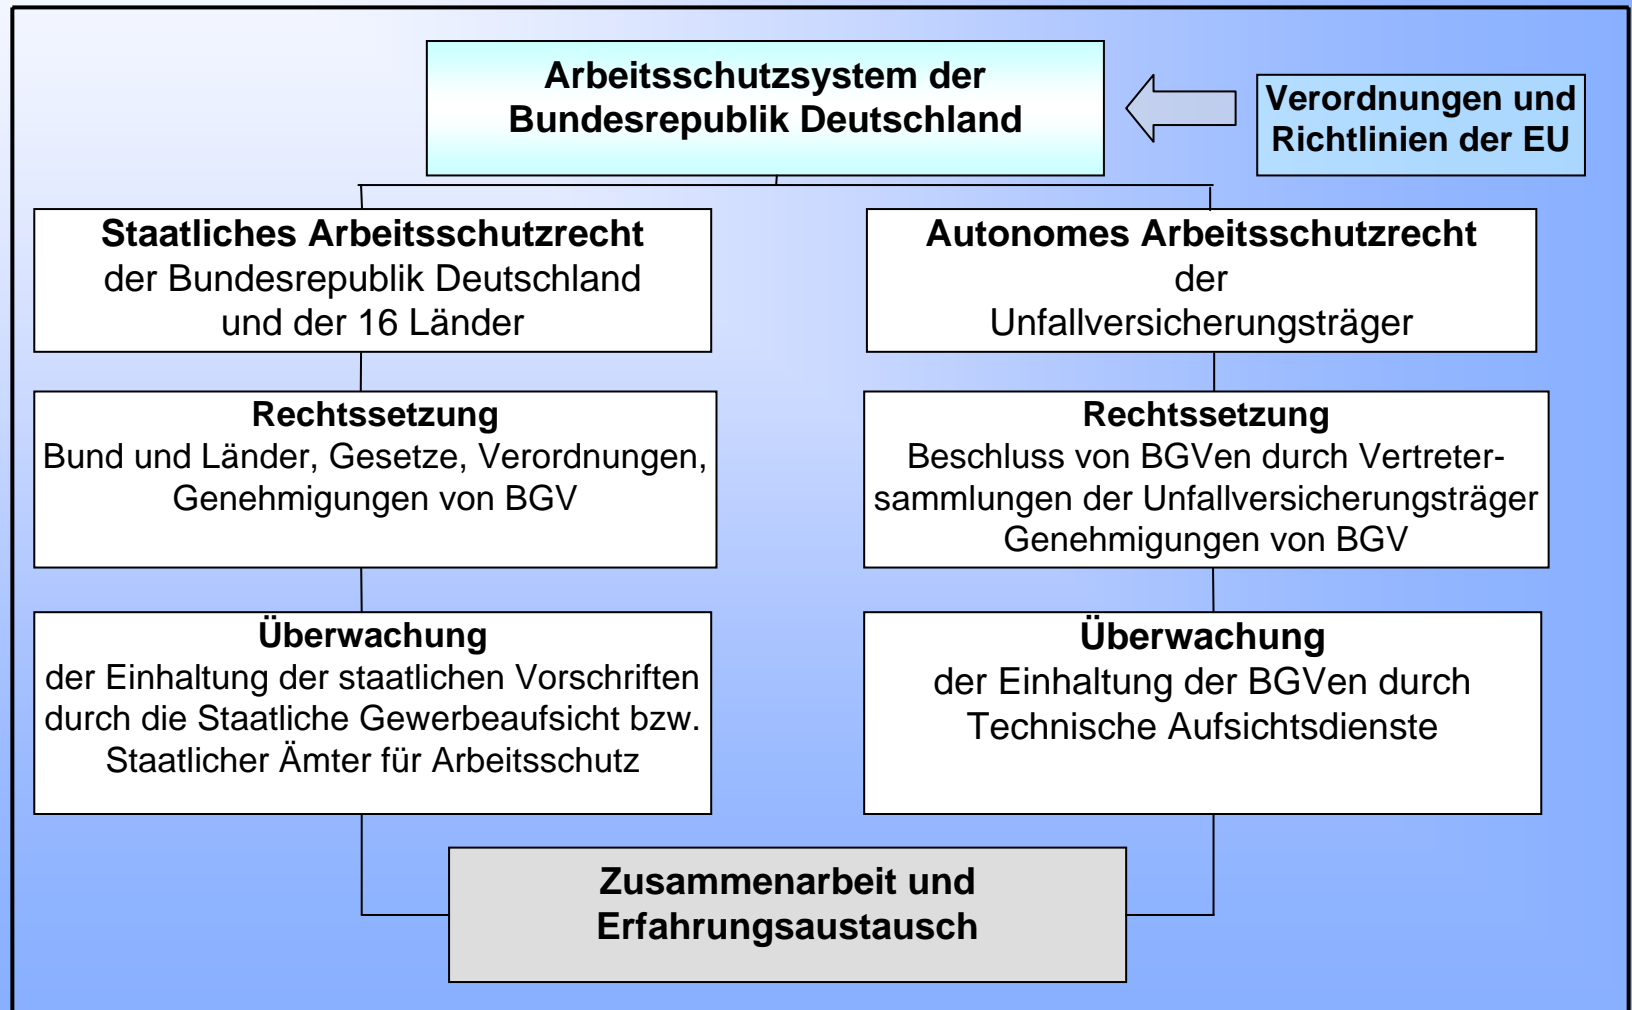 Arbeitsschutzsystem der
Bundesrepublik Deutschland
Verordnungen und
Richtlinien der EU
Staatliches Arbeitsschutzrecht
der Bundesrepublik Deutschland
und der 16 Länder
Autonomes Arbeitsschutzrecht
der
Unfallversicherungsträger
Rechtssetzung
Bund und Länder, Gesetze, Verordnungen,
Genehmigungen von BGV
Rechtssetzung
Beschluss von BGVen durch Vertreter-
sammlungen der Unfallversicherungsträger
Genehmigungen von BGV
Überwachung
der Einhaltung der staatlichen Vorschriften
durch die Staatliche Gewerbeaufsicht bzw.
Staatlicher Ämter für Arbeitsschutz
Überwachung
der Einhaltung der BGVen durch
Technische Aufsichtsdienste
Zusammenarbeit und
Erfahrungsaustausch